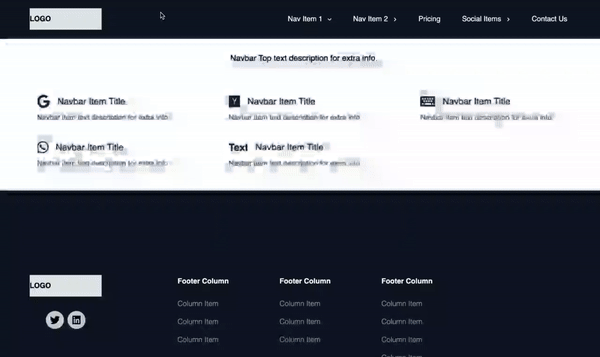 LOGO Nav Item 1 Nav Item 2 Pricing Social Items Contact Us
Navbar Top text description for extra info
Navbar Item Title Navbar Item Title Navbar Item Title
Navbar item text description for extra info Navbar item text description for extra info Navbar item text description for extra info
Navbar Item Title Text Navbar Item Title
Navbar item text description for extra info Navbar item text description for extra info
LOGO Footer Column Footer Column Footer Column
Column Item Column Item Column Item
Column Item Column Item Column Item
Column Item Column Item Column Item